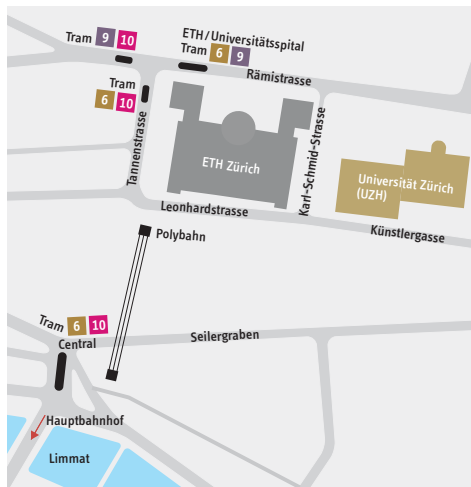 ETH/Universitätsspital
Tram 9 10
Tram 6 9
Rämistrasse
Tram
6 10
Tannenstrasse
Karl-Schmid-Strasse
ETH Zürich
Universität Zürich
(UZH)
Leonhardstrasse
Künstlergasse
Polybahn
Tram 6 10
Central
Seilergraben
Hauptbahnhof
Limmat